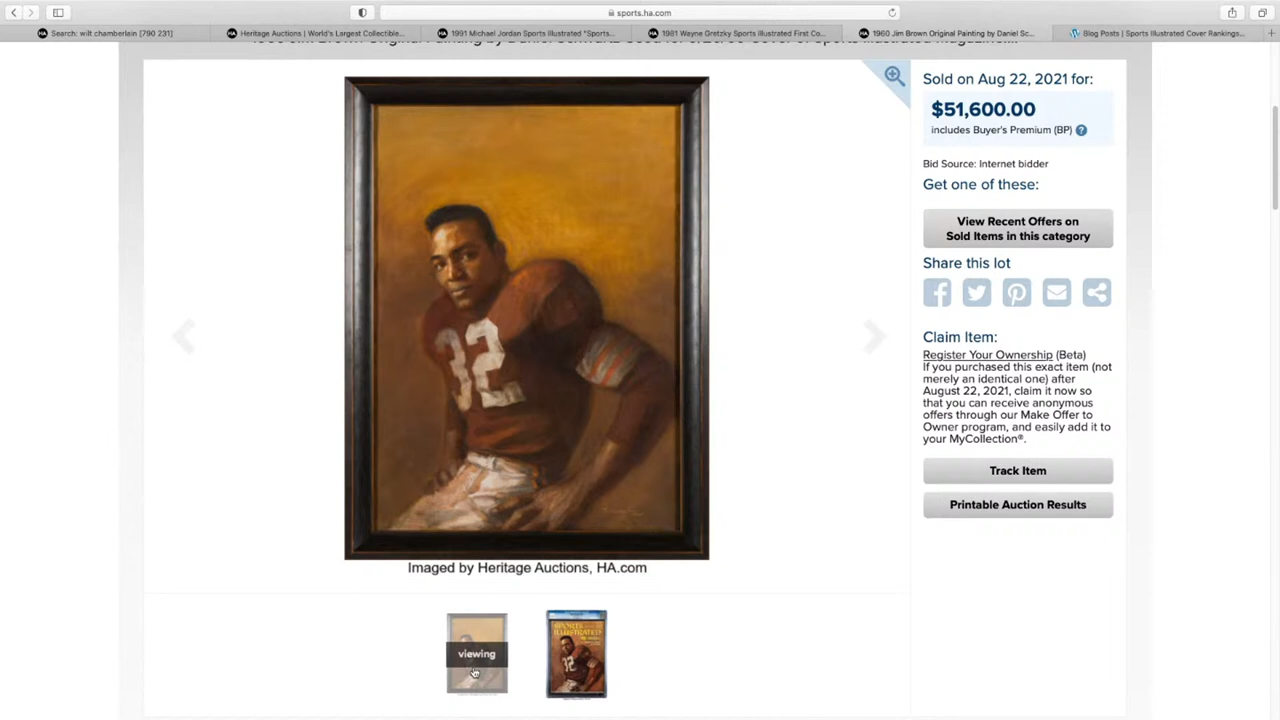 sports.ha.com
Search: wilt chamberlain [790 231]
Heritage Auctions | World's Largest Collectible...
1991 Michael Jordan Sports Illustrated "Sports...
1981 Wayne Gretzky Sports Illustrated First Co...
1960 Jim Brown Original Painting by Daniel Sc...
Blog Posts | Sports Illustrated Cover Rankings...
Sold on Aug 22, 2021 for:
$51,600.00
includes Buyer's Premium (BP) ?
Bid Source: Internet bidder
Get one of these:
View Recent Offers on
Sold Items in this category
Share this lot
Claim Item:
Register Your Ownership (Beta)
If you purchased this exact item (not
merely an identical one) after
August 22, 2021, claim it now so
that you can receive anonymous
offers through our Make Offer to
Owner program, and easily add it to
your MyCollection®.
Track Item
Printable Auction Results
32
Imaged by Heritage Auctions, HA.com
viewing
SPORTS
ILLUSTRATED
32